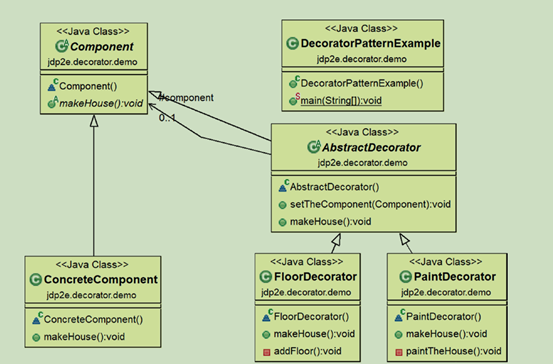 <<Java Class>>
Component
jdp2e.decorator.demo
Component()
makeHouse():void
<<Java Class>>
DecoratorPatternExample
jdp2e.decorator.demo
DecoratorPatternExample()
main(String[]):void
#component
0..1
<<Java Class>>
AbstractDecorator
jdp2e.decorator.demo
AbstractDecorator()
setTheComponent(Component):void
makeHouse():void
<<Java Class>>
ConcreteComponent
jdp2e.decorator.demo
ConcreteComponent()
makeHouse():void
<<Java Class>>
FloorDecorator
jdp2e.decorator.demo
FloorDecorator()
makeHouse():void
addFloor():void
<<Java Class>>
PaintDecorator
jdp2e.decorator.demo
PaintDecorator()
makeHouse():void
paintTheHouse():void